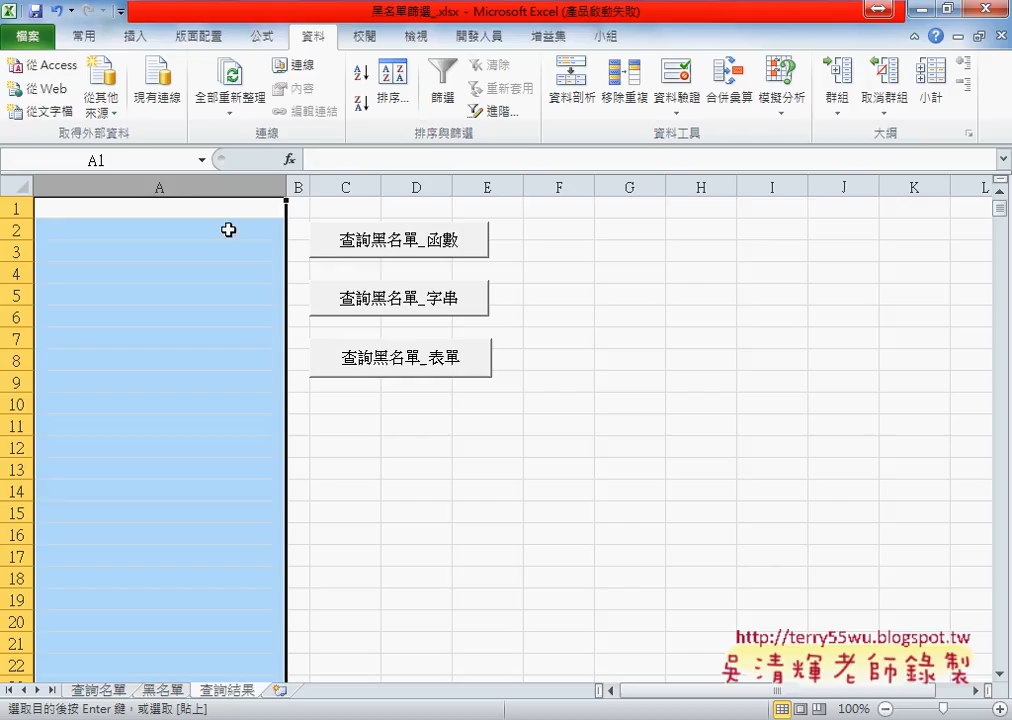 黑名單篩選_.xlsx - Microsoft Excel (產品啟動失敗)
檔案 常用 插入 版面配置 公式 資料 校閱 檢視 開發人員 增益集 小組
從 Access
從 Web
從文字檔
從其他來源
現有連線
取得外部資料
全部重新整理
連線
內容
編輯連結
連線
排序...
篩選
清除
重新套用
進階...
排序與篩選
資料剖析 移除重複 資料驗證 合併彙算 模擬分析
資料工具
群組 取消群組 小計
大綱
A1 fx
A B C D E F G H I J K L
1
2
3
4
5
6
7
8
9
10
11
12
13
14
15
16
17
18
19
20
21
22
查詢黑名單_函數
查詢黑名單_字串
查詢黑名單_表單
http://terry55wu.blogspot.tw
吳清輝老師錄製
查詢名單 黑名單 查詢結果
選取目的後按 Enter 鍵，或選取 [貼上]
100%